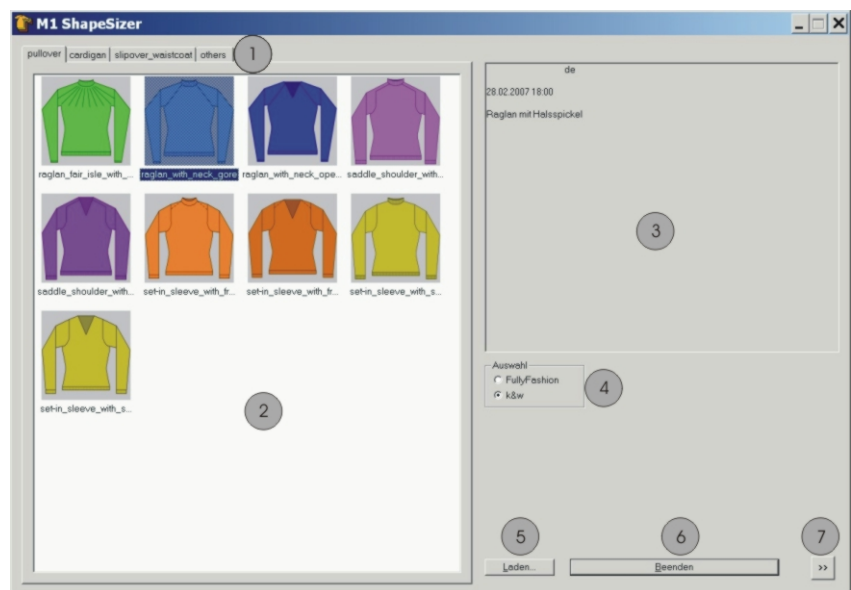 M1 ShapeSizer
pullover cardigan slipover_waistcoat others 1
raglan_fair_isle_with_... raglan_with_neck_gore raglan_with_neck_ope... saddle_shoulder_with...
saddle_shoulder_with... set-in_sleeve_with_fr... set-in_sleeve_with_fr... set-in_sleeve_with_s...
set-in_sleeve_with_s...
2
de
28.02.2007 18:00
Raglan mit Halsspickel
3
Auswahl
FullyFashion
k&w
4
5 6 7
Laden... Beenden >>